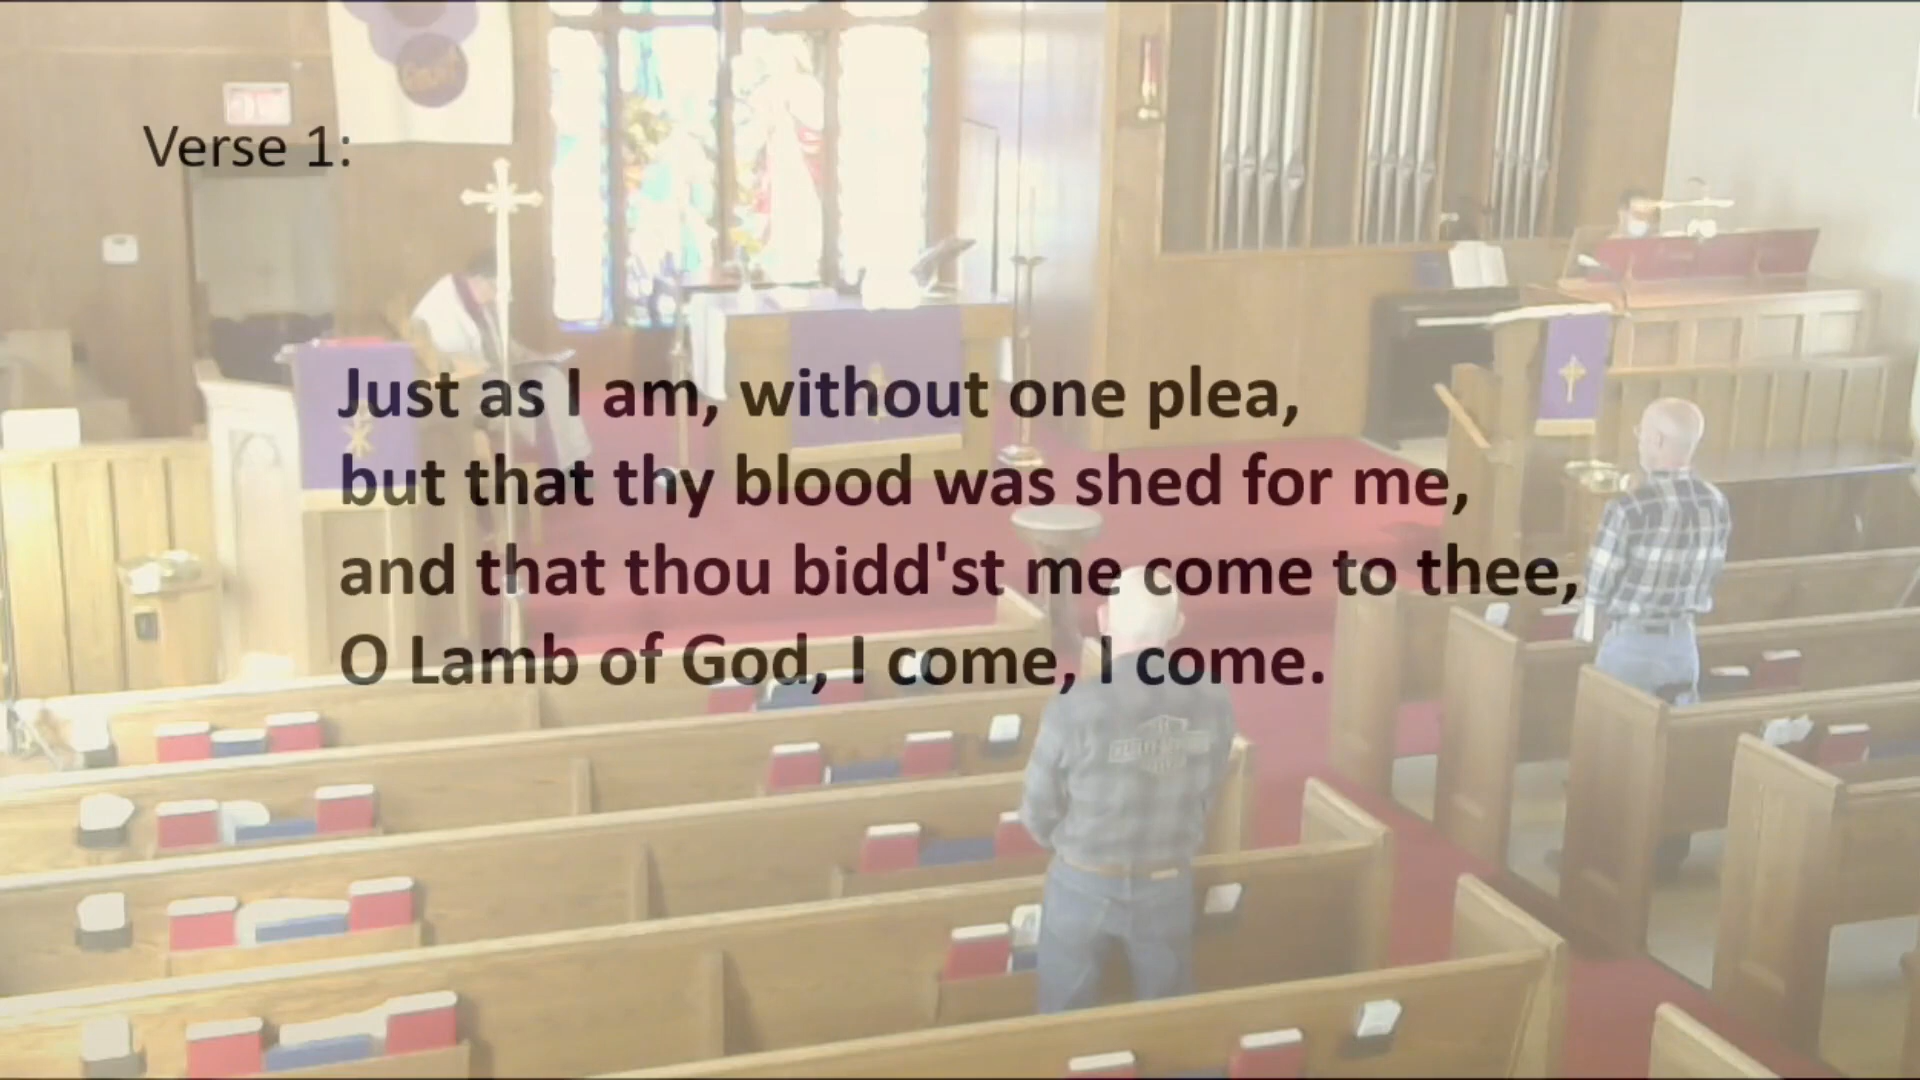 Verse 1:
Just as I am, without one plea,
but that thy blood was shed for me,
and that thou bidd'st me come to thee,
O Lamb of God, I come, I come.